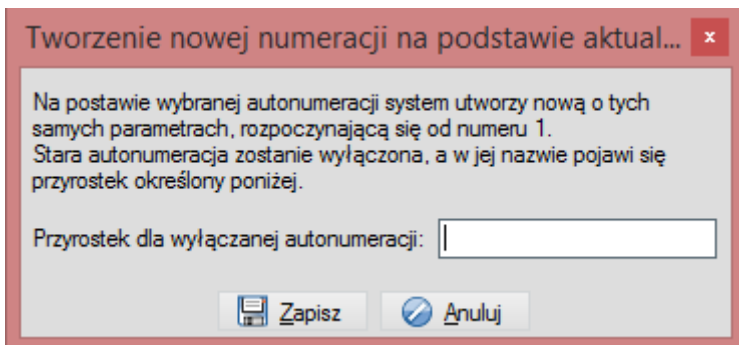 Tworzenie nowej numeracji na podstawie aktual...
Na postawie wybranej autonumeracji system utworzy nową o tych
samych parametrach, rozpoczynającą się od numeru 1.
Stara autonumeracja zostanie wyłączona, a w jej nazwie pojawi się
przyrostek określony poniżej.
Przyrostek dla wyłączanej autonumeracji:
Zapisz Anuluj